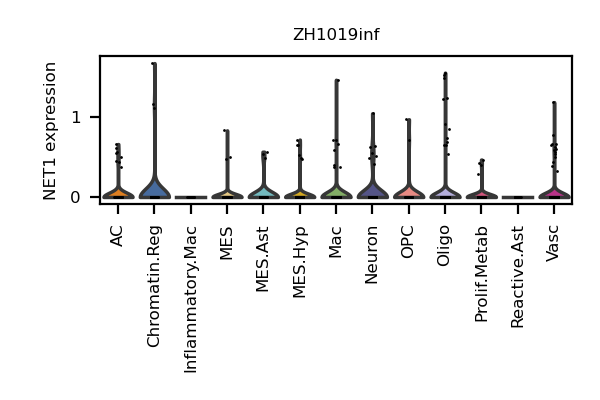 ZH1019inf
NET1 expression
1
0
AC
Chromatin.Reg
Inflammatory.Mac
MES
MES.Ast
MES.Hyp
Mac
Neuron
OPC
Oligo
Prolif.Metab
Reactive.Ast
Vasc